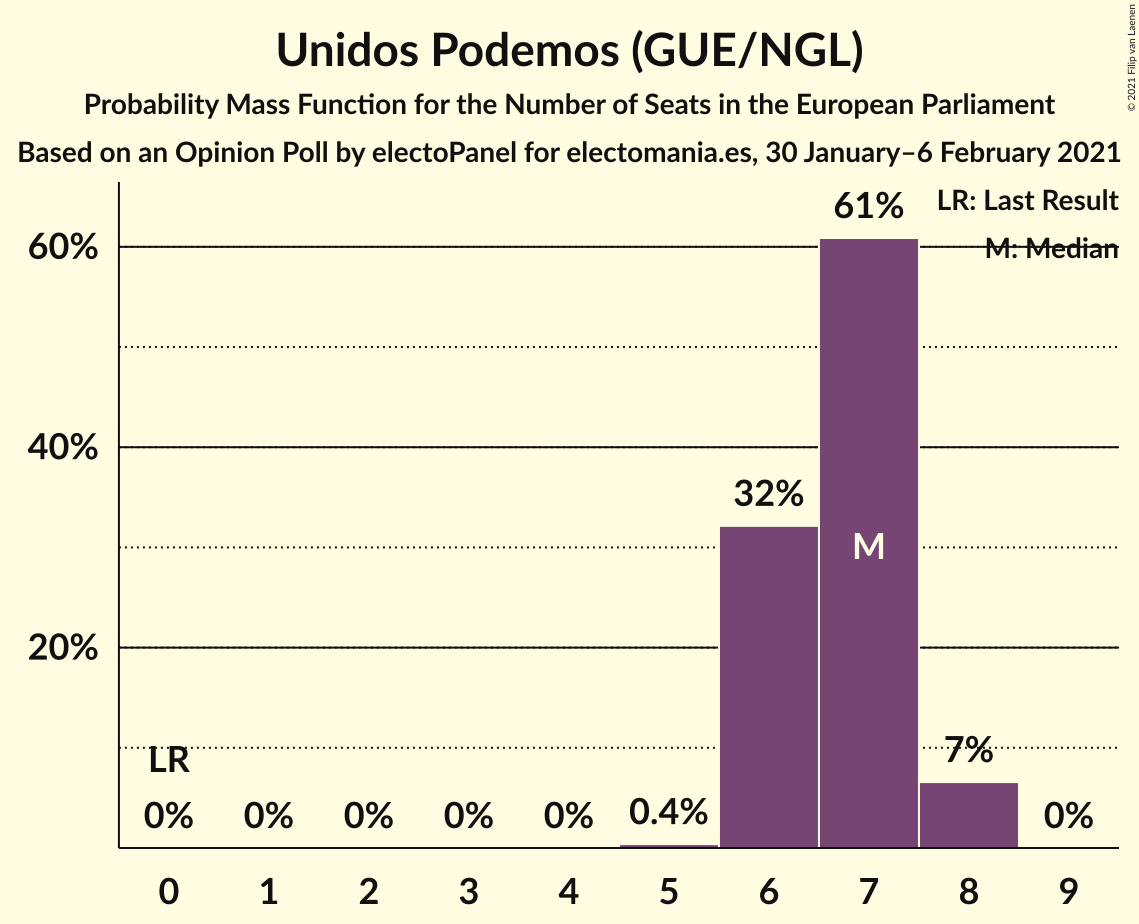 Unidos Podemos (GUE/NGL)
Probability Mass Function for the Number of Seats in the European Parliament
Based on an Opinion Poll by electoPanel for electomania.es, 30 January–6 February 2021
© 2021 Filip van Laenen
LR: Last Result
M: Median
61%
60%
40%
32%
M
20%
LR
7%
0% 0% 0% 0% 0% 0.4% 0%
0 1 2 3 4 5 6 7 8 9